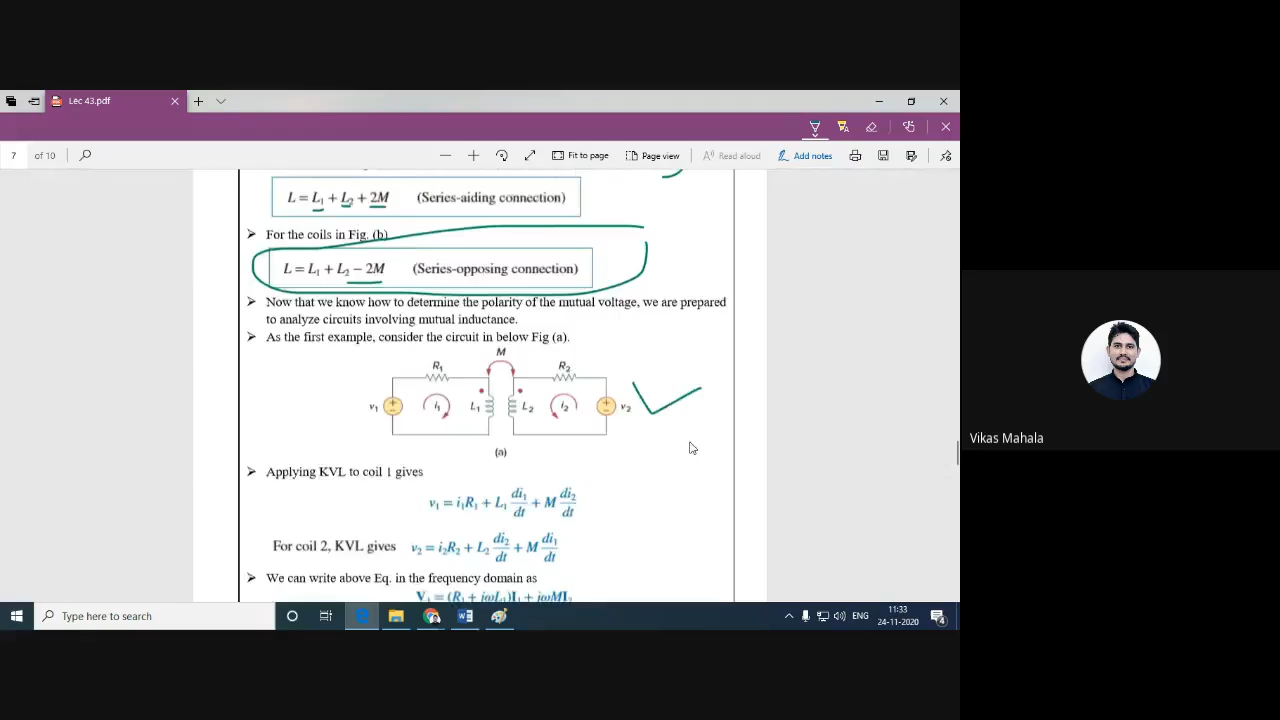 Lec 43.pdf
7 of 10
Fit to page
Page view
Read aloud
Add notes
L = L₁ + L₂ + 2M (Series-aiding connection)
➢ For the coils in Fig. (b)
L = L₁ + L₂ − 2M (Series-opposing connection)
➢ Now that we know how to determine the polarity of the mutual voltage, we are prepared
to analyze circuits involving mutual inductance.
➢ As the first example, consider the circuit in below Fig (a).
M
R₁ R₂
v₁ i₁ L₁ L₂ i₂ v₂
(a)
➢ Applying KVL to coil 1 gives
v₁ = i₁R₁ + L₁ di₁/dt + M di₂/dt
For coil 2, KVL gives v₂ = i₂R₂ + L₂ di₂/dt + M di₁/dt
➢ We can write above Eq. in the frequency domain as
V₁ = (R₁ + jωL₁)I₁ + jωMI₂
Vikas Mahala
Type here to search
ENG
11:33
24-11-2020
4